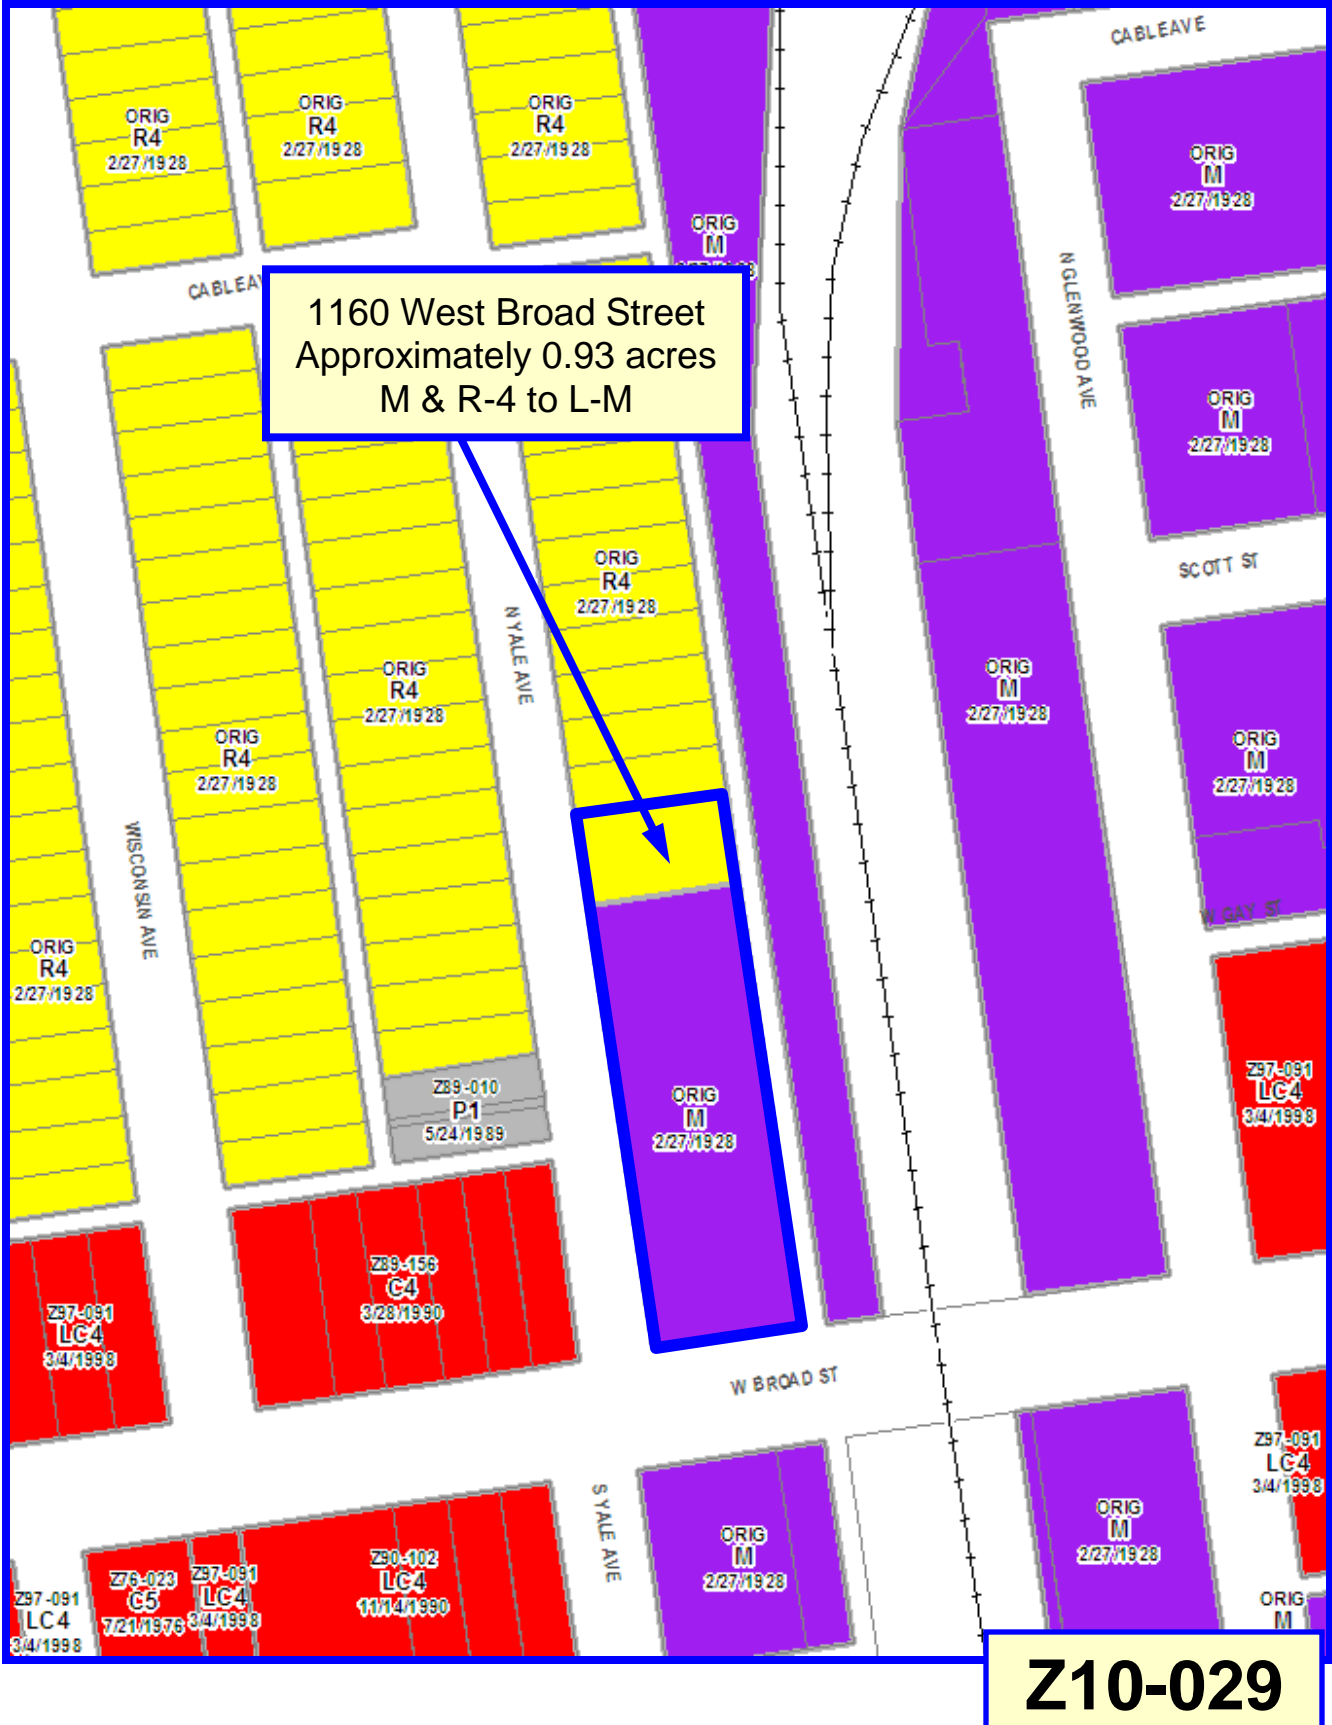 CABLE AVE
ORIG
R4
2/27/1928
ORIG
R4
2/27/1928
ORIG
R4
2/27/1928
ORIG
M
2/27/1928
ORIG
M
CABLE AV
1160 West Broad Street
Approximately 0.93 acres
M & R-4 to L-M
N GLENWOOD AVE
ORIG
M
2/27/1928
SCOTT ST
ORIG
R4
2/27/1928
N YALE AVE
ORIG
R4
2/27/1928
ORIG
M
2/27/1928
ORIG
R4
2/27/1928
ORIG
M
2/27/1928
WISCONSIN AVE
W GAY ST
ORIG
R4
2/27/1928
Z97-091
LC4
3/4/1998
Z89-010
P1
5/24/1989
ORIG
M
2/27/1928
Z89-156
C4
3/28/1990
Z97-091
LC4
3/4/1998
W BROAD ST
Z97-091
LC4
3/4/1998
S YALE AVE
ORIG
M
2/27/1928
ORIG
M
2/27/1928
Z90-102
LC4
11/14/1990
Z97-091
LC4
3/4/1998
Z76-023
C5
7/21/1976
Z97-091
LC4
3/4/1998
ORIG
M
Z10-029